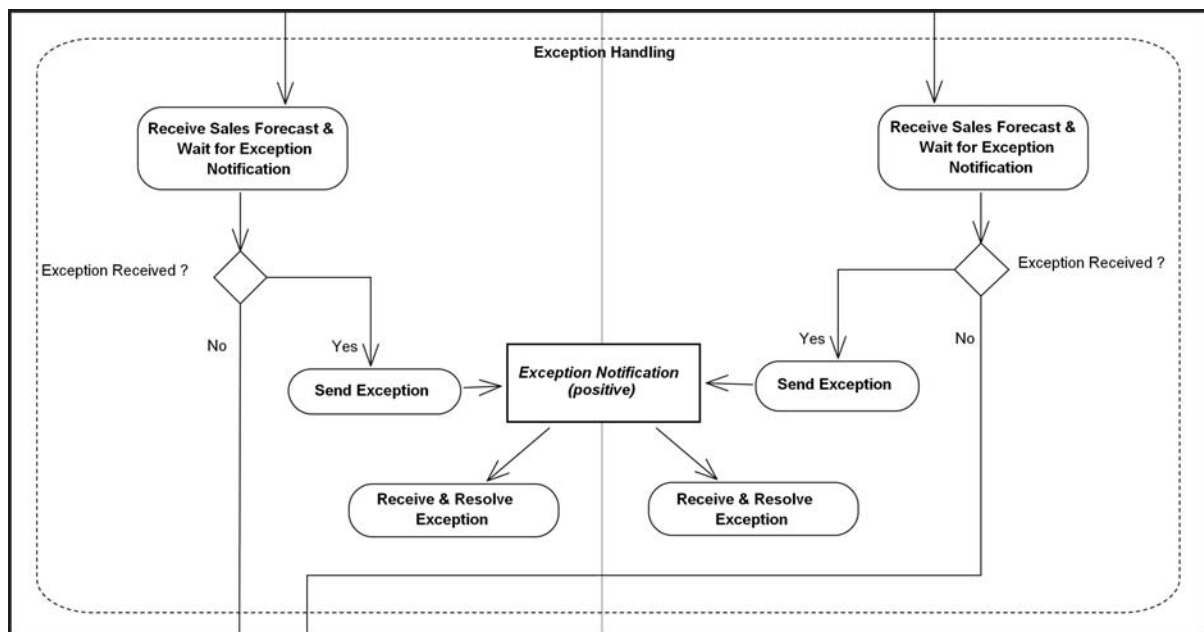 Exception Handling
Receive Sales Forecast &
Wait for Exception
Notification
Receive Sales Forecast &
Wait for Exception
Notification
Exception Received ?
Exception Received ?
No
Yes
Yes
No
Send Exception
Exception Notification
(positive)
Send Exception
Receive & Resolve
Exception
Receive & Resolve
Exception